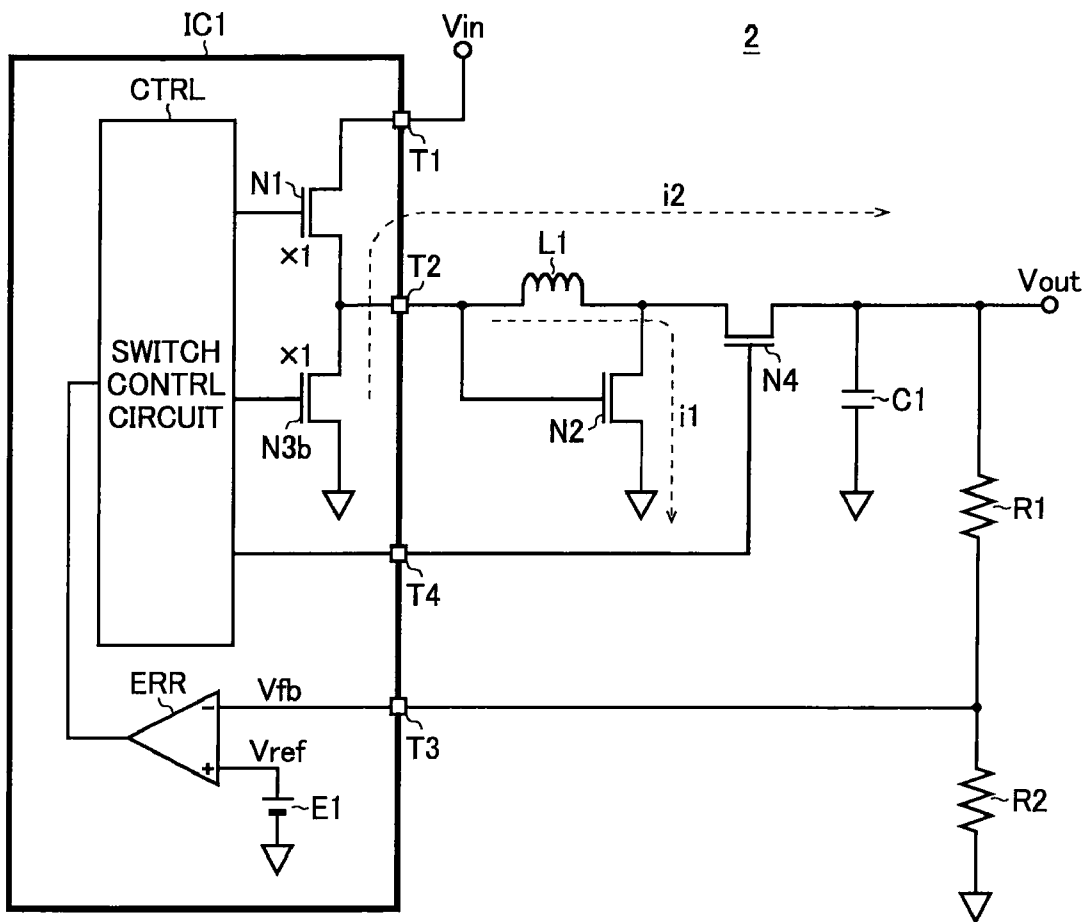 IC1
Vin
2
CTRL
T1
N1
×1
i2
T2
L1
Vout
SWITCH
CONTRL
CIRCUIT
×1
N3b
N2
i1
N4
C1
R1
T4
ERR
Vfb
T3
Vref
E1
R2